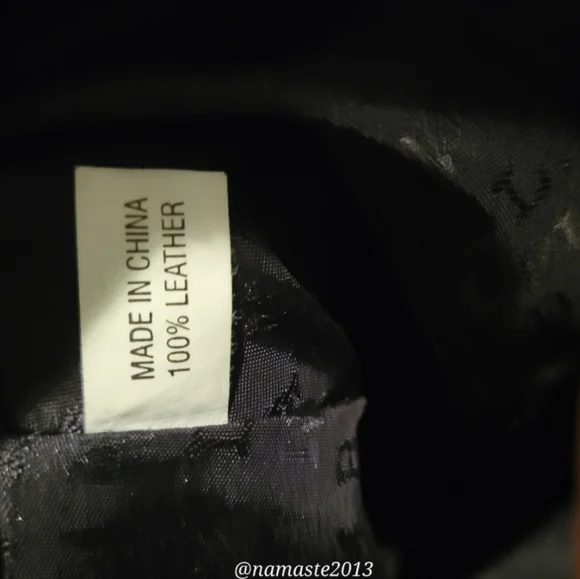 MADE IN CHINA
100% LEATHER
@namaste2013